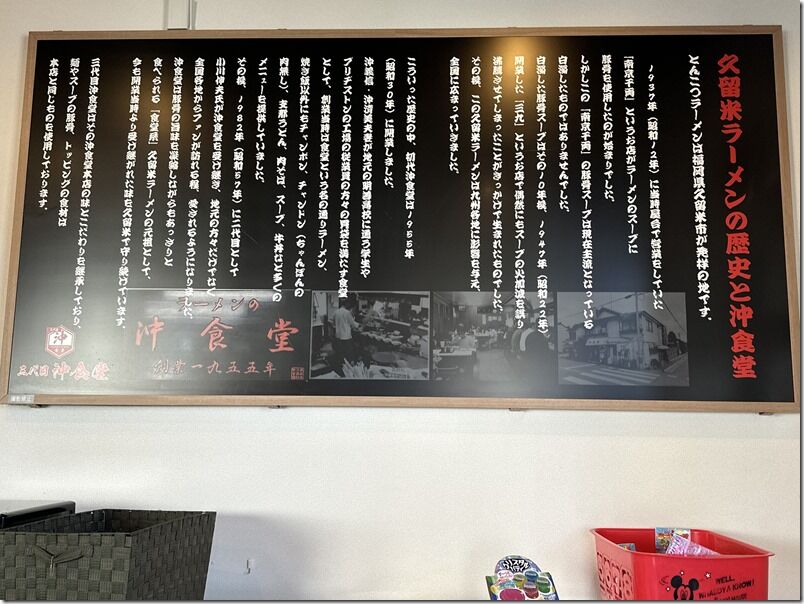 久留米ラーメンの歴史と沖食堂
とんこつラーメンは福岡県久留米市が発祥の地です。
1937年（昭和12年）に当時屋台で営業をしていた
「南京千両」というお店がラーメンのスープに
豚骨を使用したのが始まりでした。
しかしこの「南京千両」の豚骨スープは現在主流となっている
白濁したものではありませんでした。
白濁した豚骨スープはその10年後、1947年（昭和22年）
開業した「三九」というお店で偶然にもスープの火加減を誤り
沸騰させてしまったことがきっかけで生まれたものでした。
その後、この久留米ラーメンは九州各地に影響を与え、
全国に広まっていきました。
こういった歴史の中、初代沖食堂は1955年
（昭和30年）に開業しました。
沖義信・沖清美夫妻が地元の明善高校に通う学生や
ブリヂストンの工場の従業員の方々の胃袋を満たす食堂
として、創業当時は食堂という名の通りラーメン、
焼き飯以外にもチャンポン、チャンドン（ちゃんぽんの
肉無し）、支那うどん、肉そば、スープ、牛丼など多くの
メニューを提供していました。
その後、1982年（昭和57年）に二代目として
小川伸夫氏が沖食堂を受け継ぎ、地元の方々だけでなく
全国各地からファンが訪れる程、愛されるようになりました。
沖食堂は豚骨の旨味を凝縮しながらもあっさりと
食べられる「食堂系」久留米ラーメンの元祖として、
今も開業当時より受け継がれた味を久留米で守り続けています。
三代目沖食堂はその沖食堂本店の味とこだわりを継承しており、
麺やスープの豚骨、トッピングの食材は
本店と同じものを使用しております。
ラーメンの
沖食堂
創業一九五五年
沖
三代目 沖食堂
WELL,
WHADDYA KNOW!